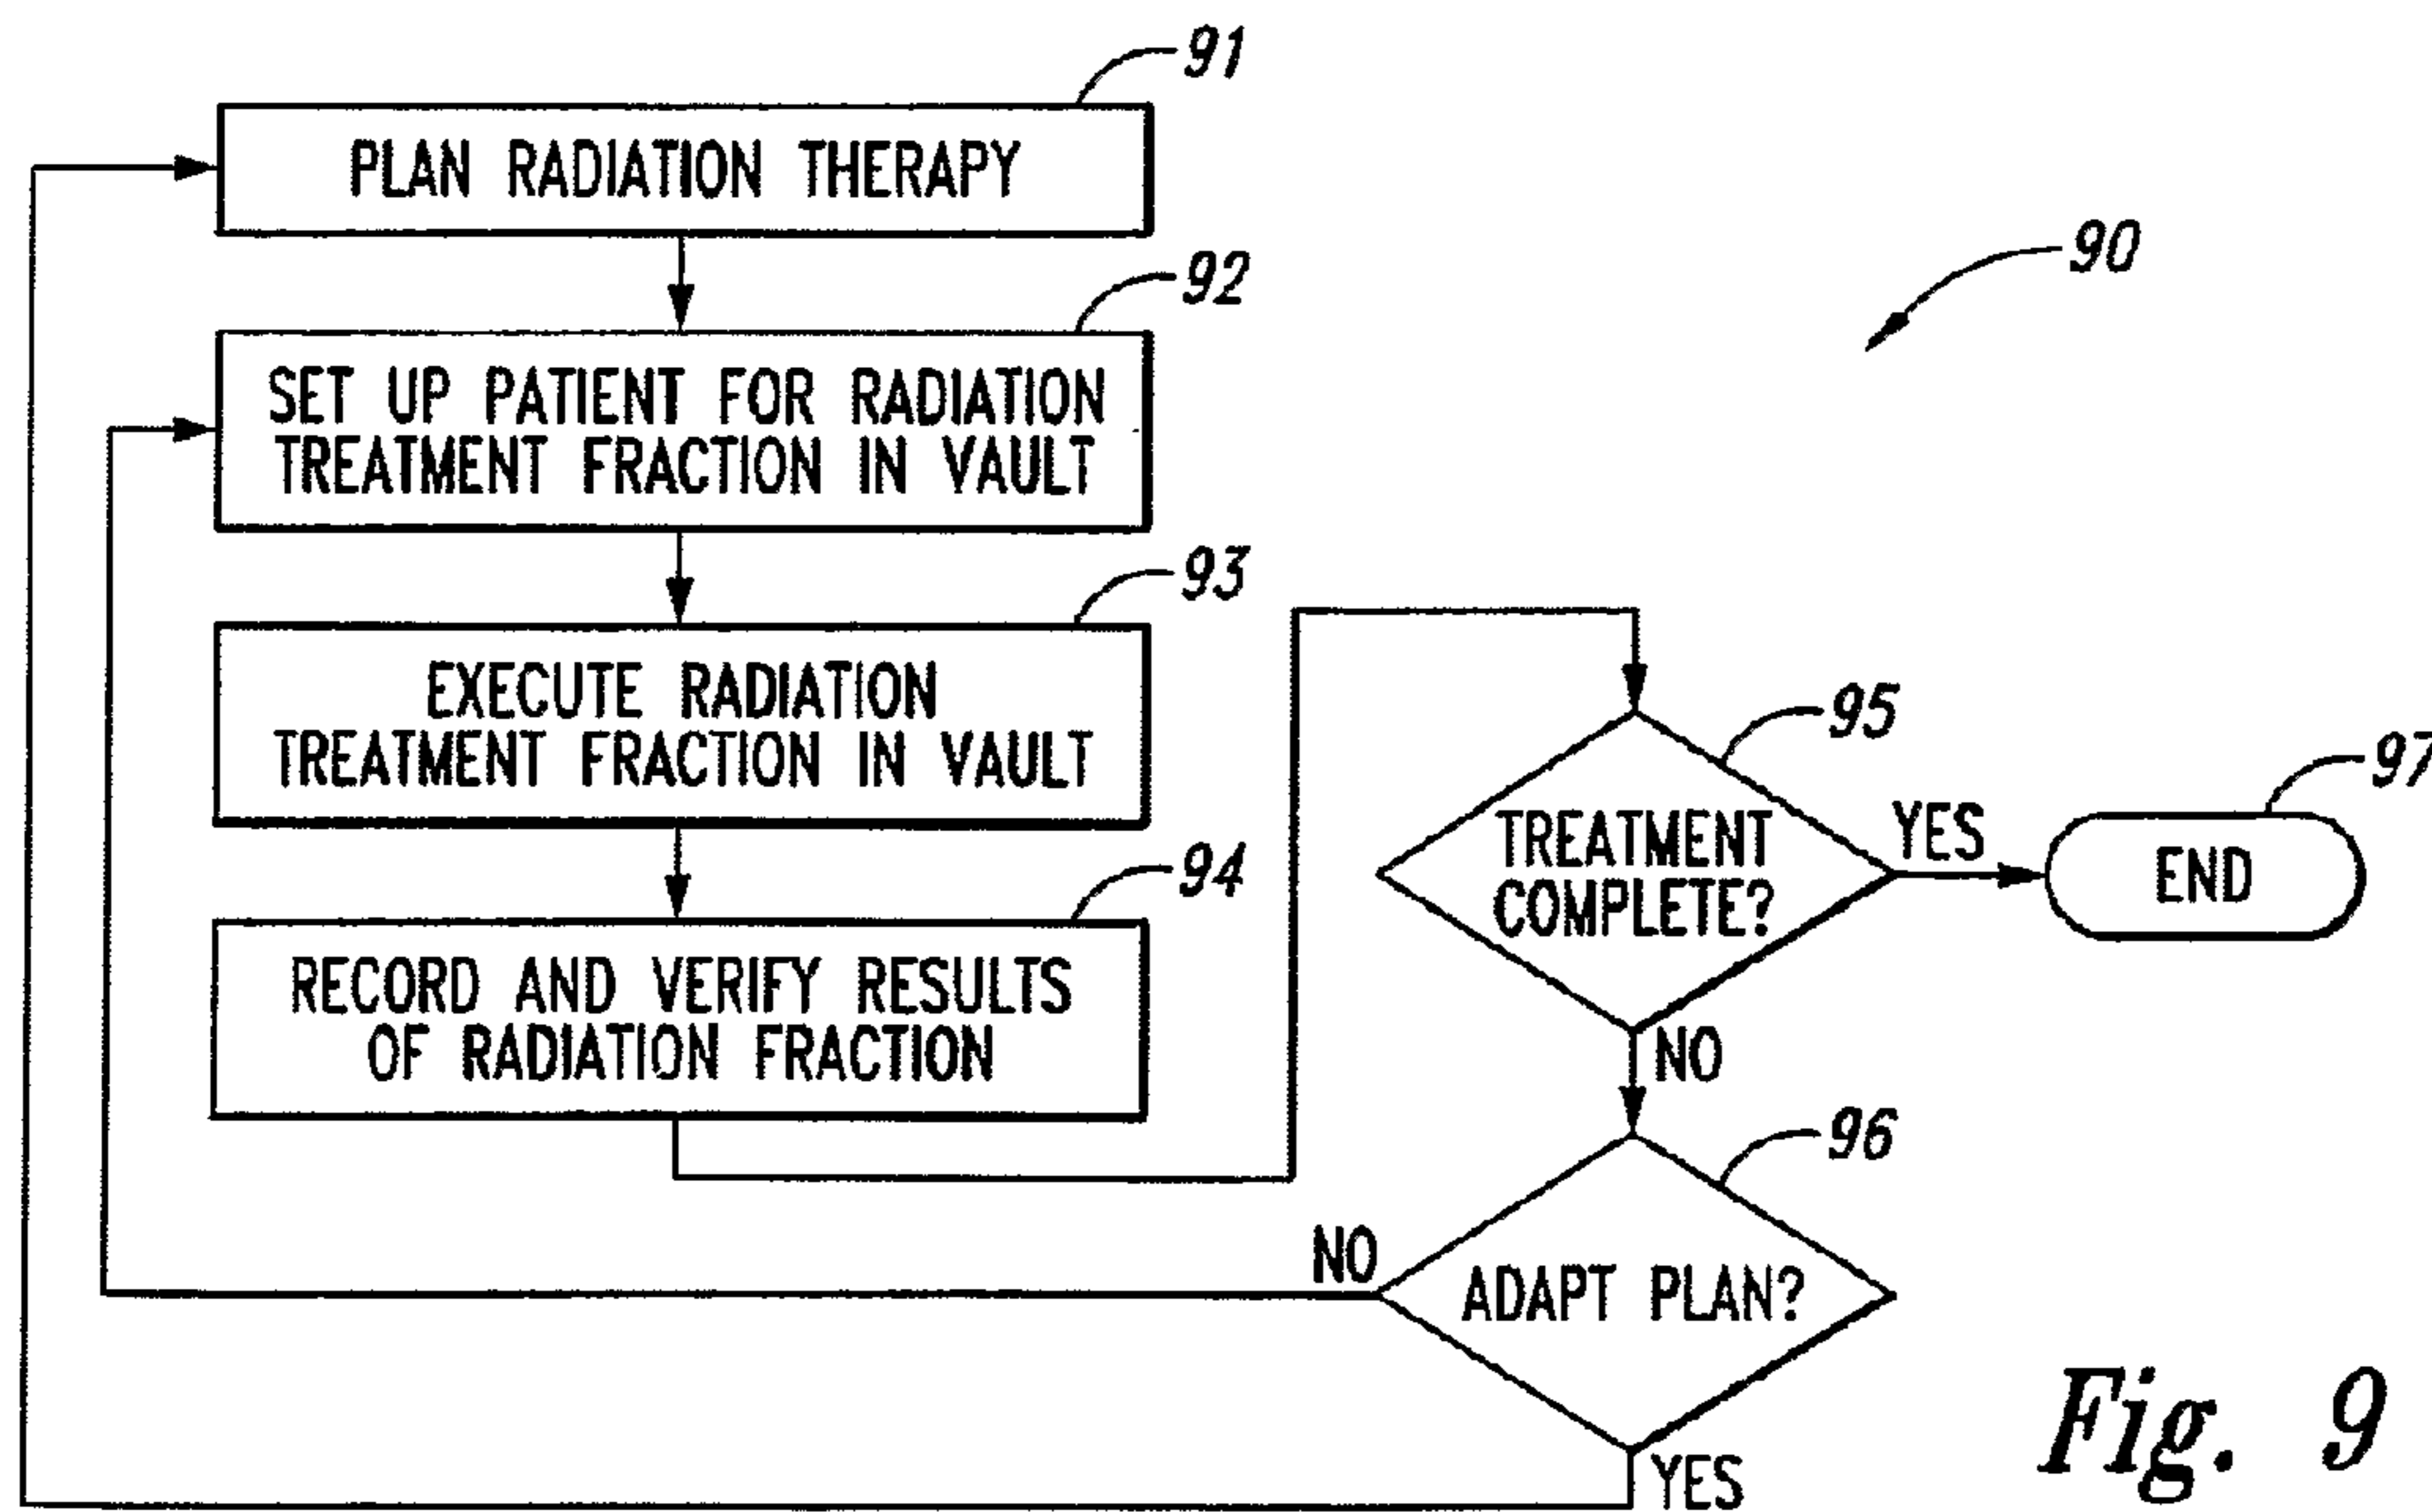 91
PLAN RADIATION THERAPY
90
92
SET UP PATIENT FOR RADIATION
TREATMENT FRACTION IN VAULT
93
EXECUTE RADIATION
TREATMENT FRACTION IN VAULT
94
RECORD AND VERIFY RESULTS
OF RADIATION FRACTION
95
TREATMENT
COMPLETE?
YES
97
END
NO
96
ADAPT PLAN?
NO
YES
Fig. 9